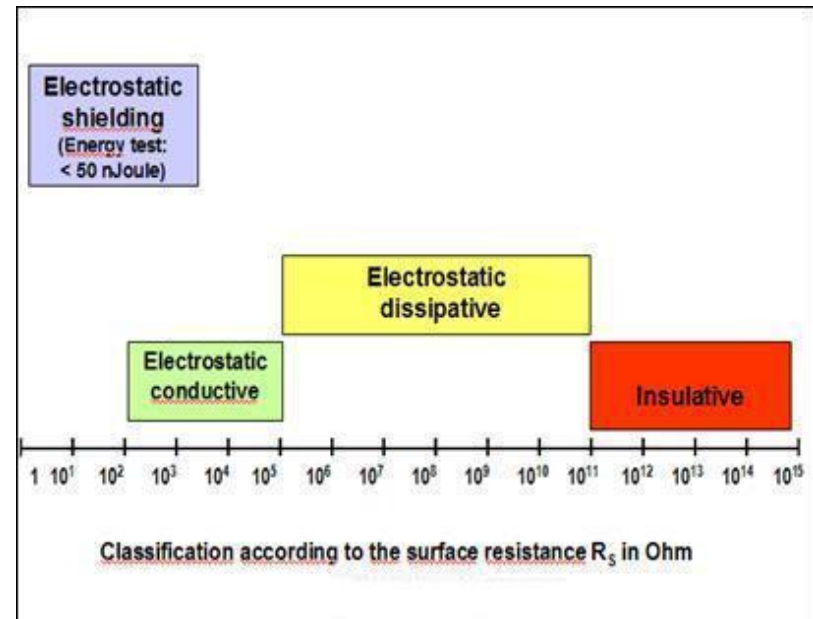 Electrostatic
shielding
(Energy test:
< 50 nJoule)
Electrostatic
dissipative
Electrostatic
conductive
Insulative
1 10¹ 10² 10³ 10⁴ 10⁵ 10⁶ 10⁷ 10⁸ 10⁹ 10¹⁰ 10¹¹ 10¹² 10¹³ 10¹⁴ 10¹⁵
Classification according to the surface resistance Rₛ in Ohm